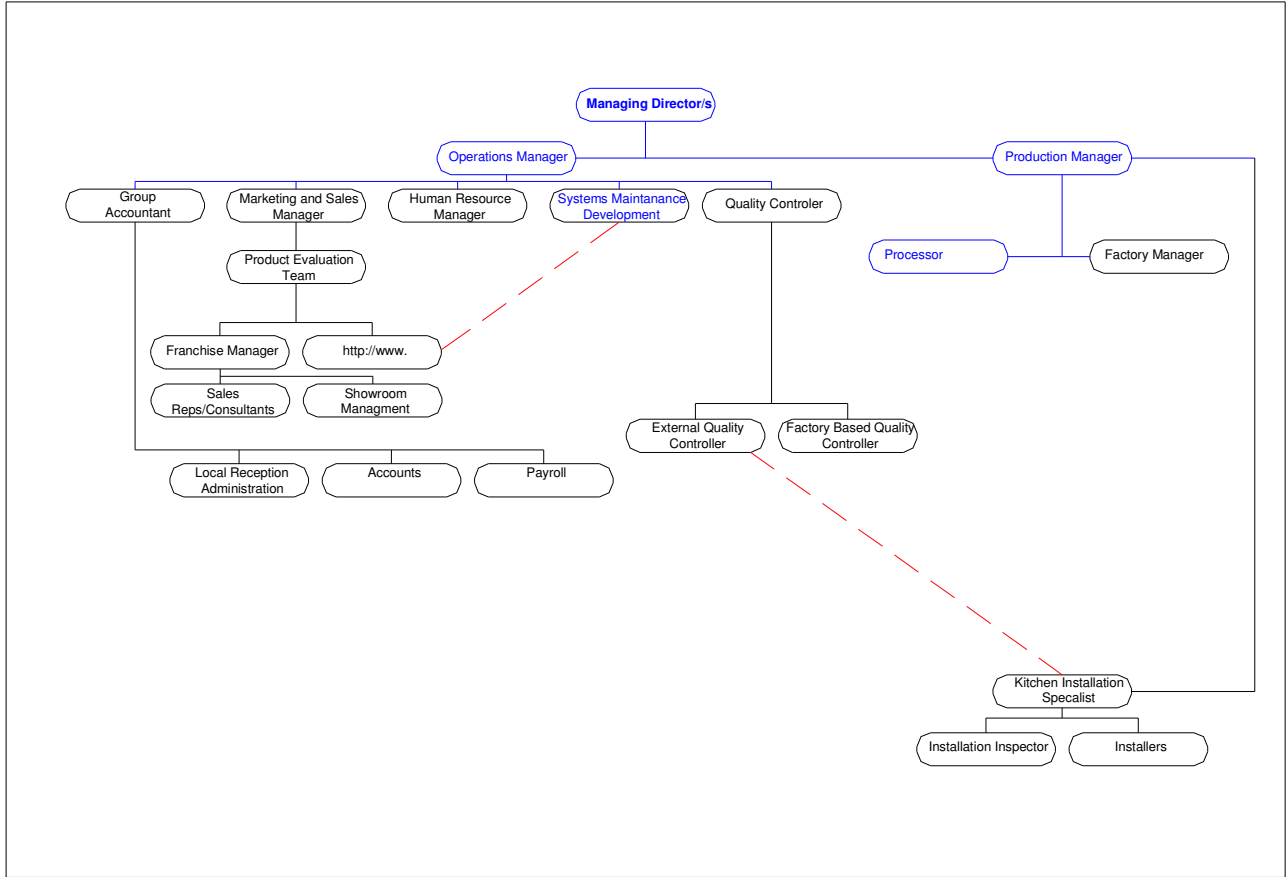 Managing Director/s
Operations Manager
Production Manager
Group
Accountant
Marketing and Sales
Manager
Human Resource
Manager
Systems Maintanance
Development
Quality Controler
Product Evaluation
Team
Processor
Factory Manager
Franchise Manager
http://www.
Sales
Reps/Consultants
Showroom
Managment
External Quality
Controller
Factory Based Quality
Controller
Local Reception
Administration
Accounts
Payroll
Kitchen Installation
Specalist
Installation Inspector
Installers